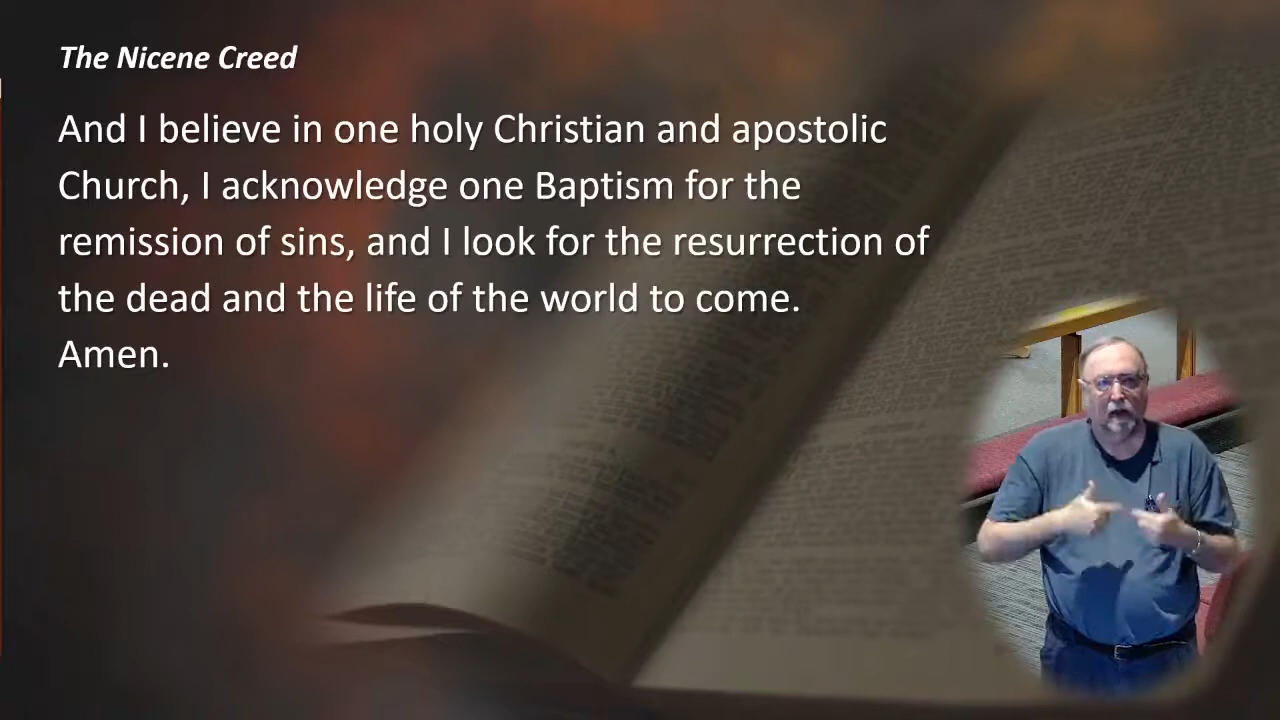 The Nicene Creed
And I believe in one holy Christian and apostolic
Church, I acknowledge one Baptism for the
remission of sins, and I look for the resurrection of
the dead and the life of the world to come.
Amen.